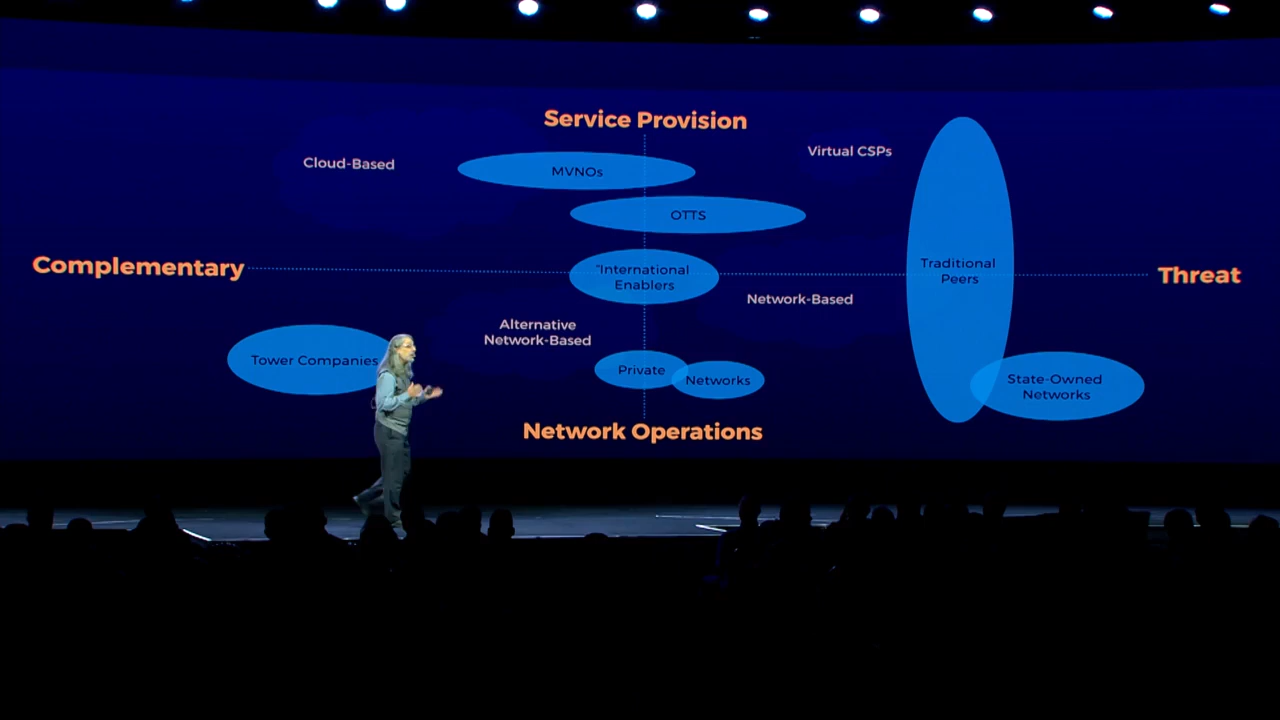 Service Provision
Cloud-Based
MVNOs
Virtual CSPs
OTTS
Complementary
"International
Enablers
Traditional
Peers
Threat
Network-Based
Alternative
Network-Based
Tower Companies
Private
Networks
State-Owned
Networks
Network Operations